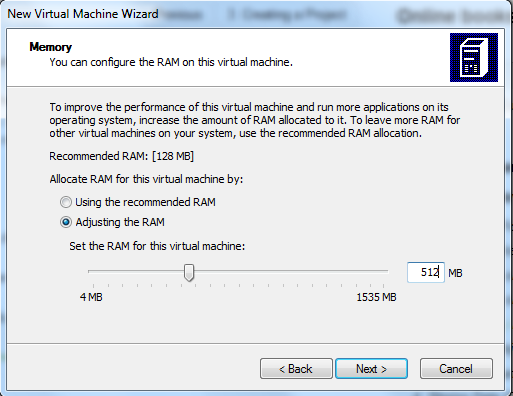 New Virtual Machine Wizard
Memory
You can configure the RAM on this virtual machine.
To improve the performance of this virtual machine and run more applications on its
operating system, increase the amount of RAM allocated to it. To leave more RAM for
other virtual machines on your system, use the recommended RAM allocation.
Recommended RAM: [128 MB]
Allocate RAM for this virtual machine by:
Using the recommended RAM
Adjusting the RAM
Set the RAM for this virtual machine:
512 MB
4 MB 1535 MB
< Back Next > Cancel